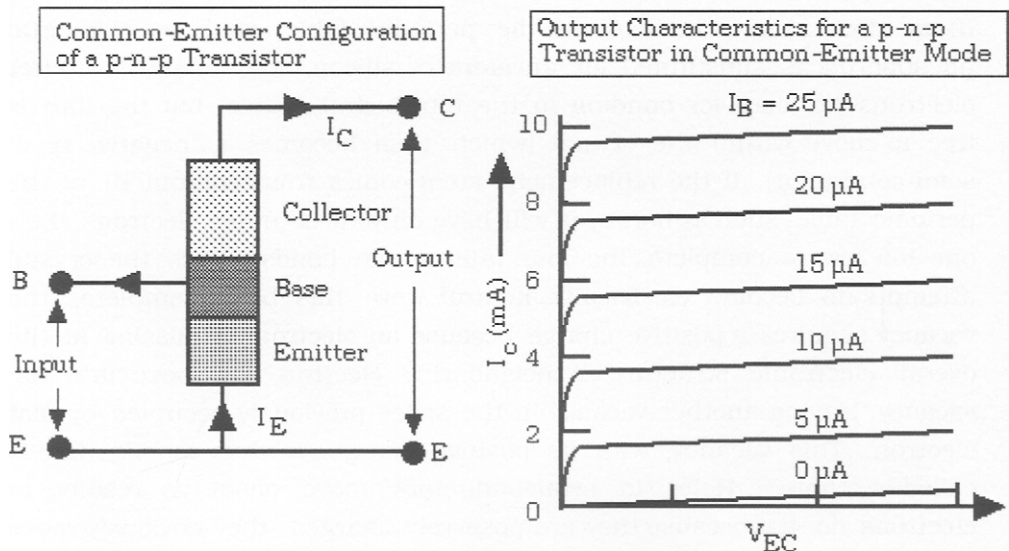 Common-Emitter Configuration
of a p-n-p Transistor
I_C
C
Collector
B
Base
Output
Input
Emitter
I_E
E
E
Output Characteristics for a p-n-p
Transistor in Common-Emitter Mode
I_B = 25 µA
10
20 µA
8
15 µA
6
I_C (mA)
10 µA
4
5 µA
2
0 µA
0
V_EC